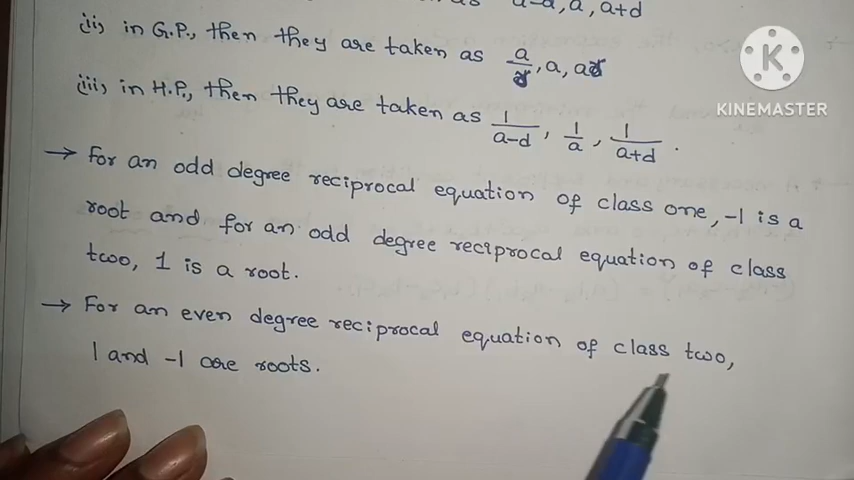 a-d, a, a+d
(ii) in G.P., then they are taken as a/r, a, ar
(iii) in H.P., then they are taken as 1/(a-d), 1/a, 1/(a+d).
→ For an odd degree reciprocal equation of class one, -1 is a
root and for an odd degree reciprocal equation of class
two, 1 is a root.
→ For an even degree reciprocal equation of class two,
1 and -1 are roots.
K
KINEMASTER